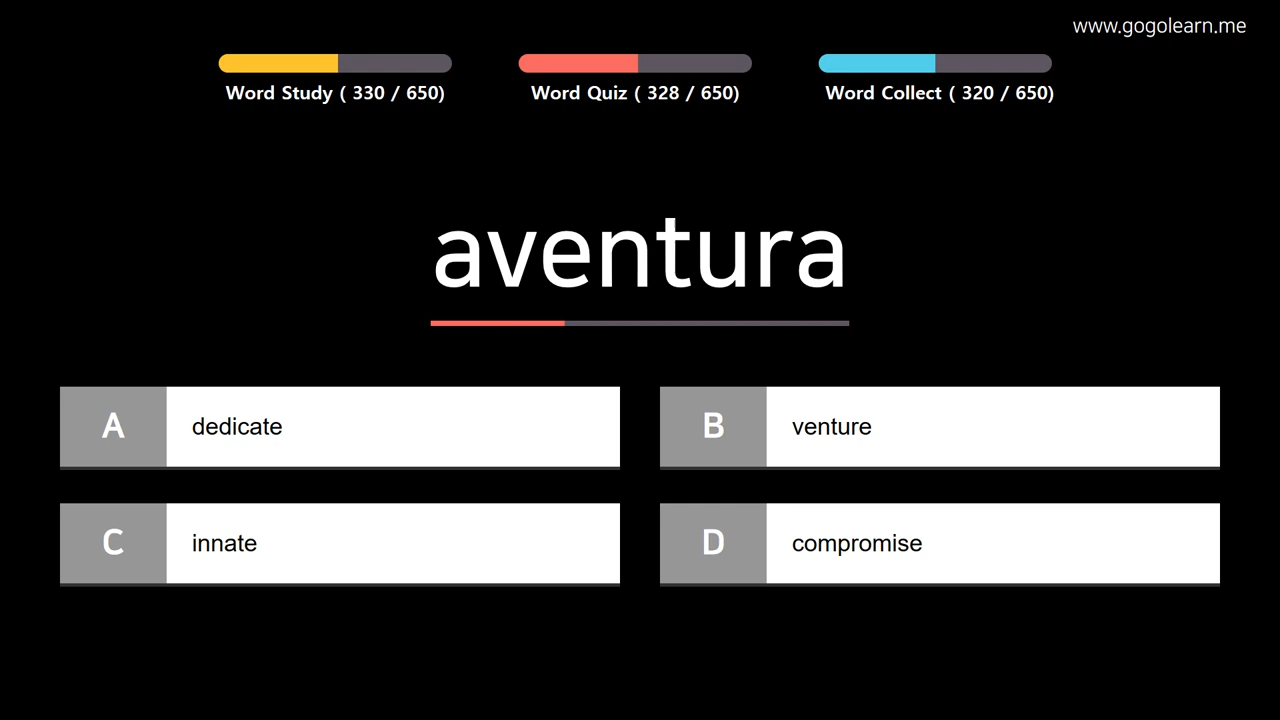 www.gogolearn.me
Word Study ( 330 / 650)
Word Quiz ( 328 / 650)
Word Collect ( 320 / 650)
aventura
A
dedicate
B
venture
C
innate
D
compromise